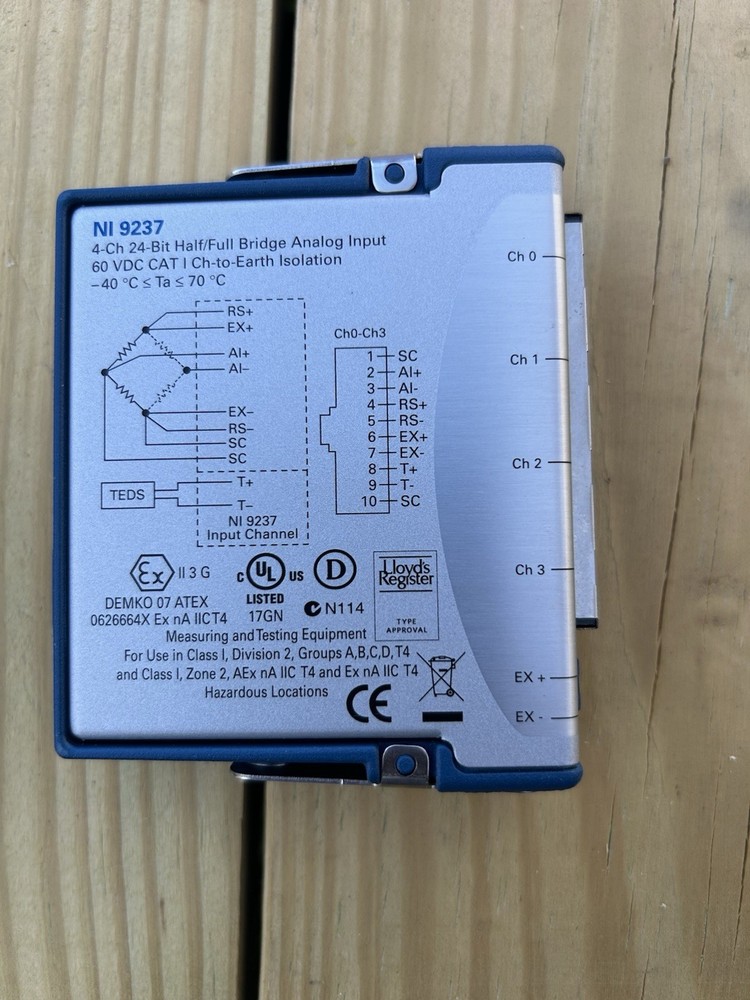 NI 9237
4-Ch 24-Bit Half/Full Bridge Analog Input
60 VDC CAT I Ch-to-Earth Isolation
−40 °C ≤ Ta ≤ 70 °C
RS+
EX+
AI+
AI−
EX−
RS−
SC
SC
TEDS
T+
T−
NI 9237
Input Channel
Ch0-Ch3
1 SC
2 AI+
3 AI-
4 RS+
5 RS-
6 EX+
7 EX-
8 T+
9 T-
10 SC
Ch 0
Ch 1
Ch 2
Ch 3
EX +
EX -
Ex II 3 G
DEMKO 07 ATEX
0626664X Ex nA IICT4
C UL US
LISTED
17GN
D
N114
Lloyd's
Register
TYPE
APPROVAL
Measuring and Testing Equipment
For Use in Class I, Division 2, Groups A,B,C,D,T4
and Class I, Zone 2, AEx nA IIC T4 and Ex nA IIC T4
Hazardous Locations
CE